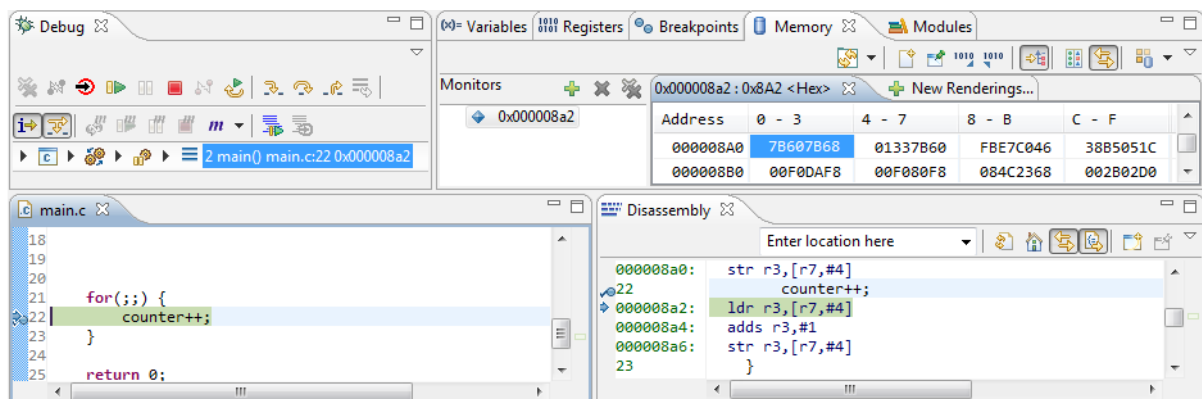 Debug
2 main() main.c:22 0x000008a2
(x)= Variables 1010 0101 Registers Breakpoints Memory Modules
1010 1010
Monitors
0x000008a2
0x000008a2 : 0x8A2 <Hex> New Renderings...
Address 0 - 3 4 - 7 8 - B C - F
000008A0 7B607B68 01337B60 FBE7C046 38B5051C
000008B0 00F0DAF8 00F080F8 084C2368 002B02D0
main.c
18
19
20
21 for(;;) {
22 counter++;
23 }
24
25 return 0;
Disassembly
Enter location here
000008a0: str r3,[r7,#4]
22 counter++;
000008a2: ldr r3,[r7,#4]
000008a4: adds r3,#1
000008a6: str r3,[r7,#4]
23 }